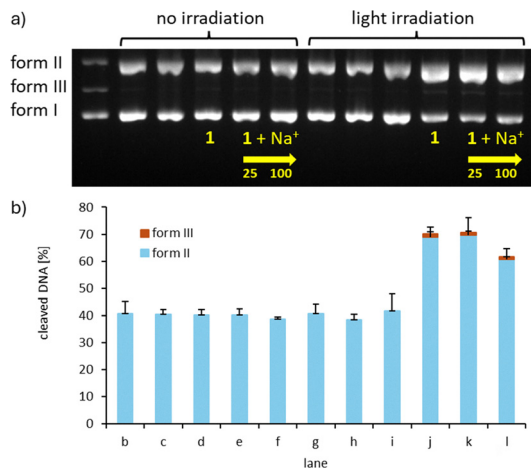 a)
no irradiation
light irradiation
form II
form III
form I
1
1 + Na⁺
25 100
1
1 + Na⁺
25 100
b)
cleaved DNA [%]
80
70
60
50
40
30
20
10
0
form III
form II
b c d e f g h i j k l
lane